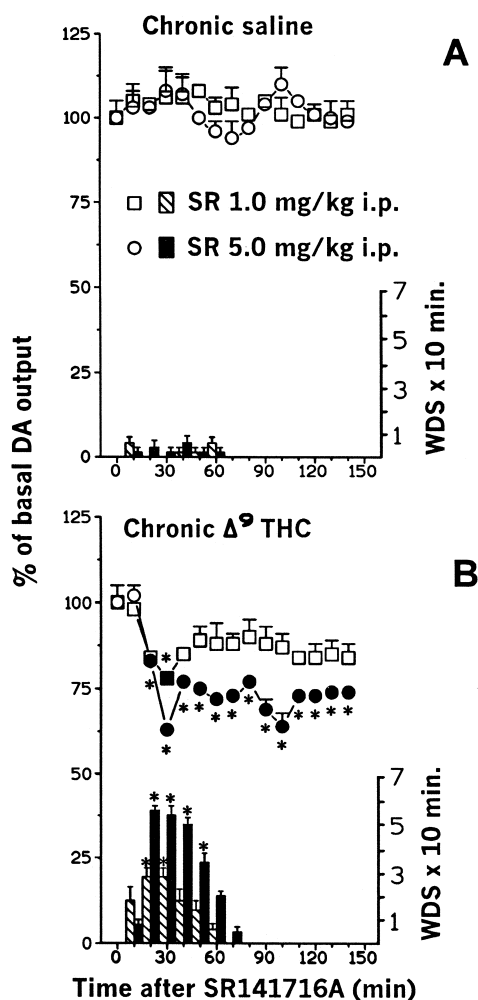 Chronic saline
A
125
100
75
50
25
0
SR 1.0 mg/kg i.p.
SR 5.0 mg/kg i.p.
7
5
3
1
WDS x 10 min.
0 30 60 90 120 150
% of basal DA output
125
Chronic Δ⁹ THC
B
100
75
50
25
0
* * * * * * * * * * * * * *
* * * * * *
7
5
3
1
WDS x 10 min.
0 30 60 90 120 150
Time after SR141716A (min)